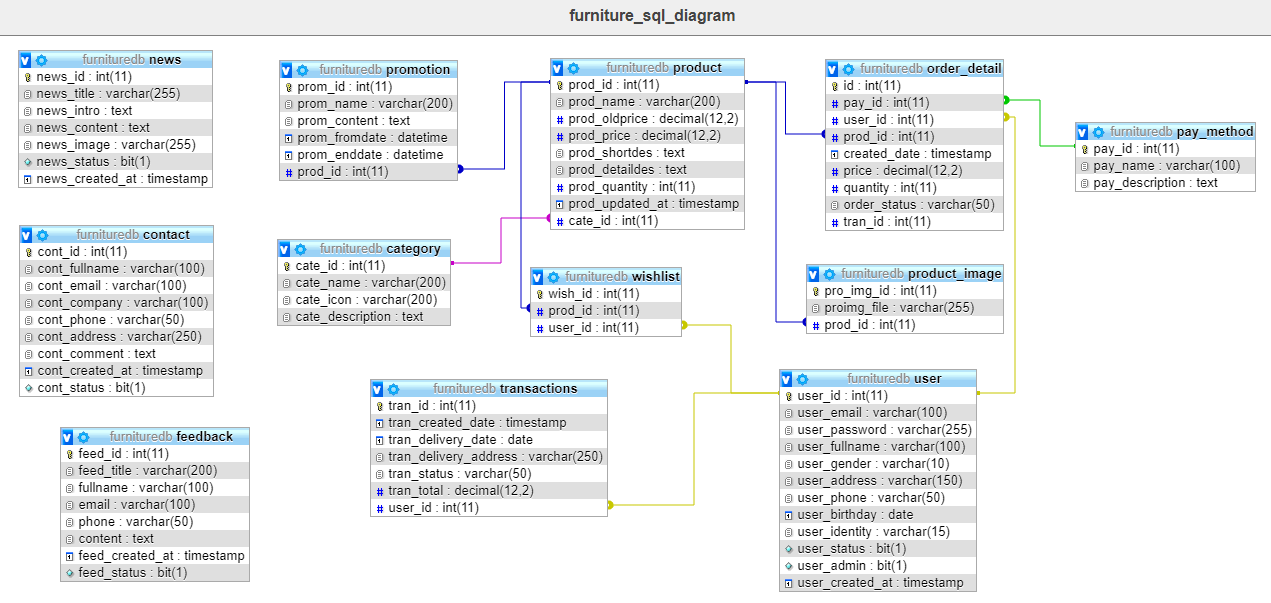 furniture_sql_diagram
v furnituredb news
news_id : int(11)
news_title : varchar(255)
news_intro : text
news_content : text
news_image : varchar(255)
news_status : bit(1)
news_created_at : timestamp
v furnituredb promotion
prom_id : int(11)
prom_name : varchar(200)
prom_content : text
prom_fromdate : datetime
prom_enddate : datetime
# prod_id : int(11)
v furnituredb product
prod_id : int(11)
prod_name : varchar(200)
# prod_oldprice : decimal(12,2)
# prod_price : decimal(12,2)
prod_shortdes : text
prod_detaildes : text
# prod_quantity : int(11)
prod_updated_at : timestamp
# cate_id : int(11)
v furnituredb order_detail
id : int(11)
# pay_id : int(11)
# user_id : int(11)
# prod_id : int(11)
created_date : timestamp
# price : decimal(12,2)
# quantity : int(11)
order_status : varchar(50)
# tran_id : int(11)
v furnituredb pay_method
pay_id : int(11)
pay_name : varchar(100)
pay_description : text
v furnituredb contact
cont_id : int(11)
cont_fullname : varchar(100)
cont_email : varchar(100)
cont_company : varchar(100)
cont_phone : varchar(50)
cont_address : varchar(250)
cont_comment : text
cont_created_at : timestamp
cont_status : bit(1)
v furnituredb category
cate_id : int(11)
cate_name : varchar(200)
cate_icon : varchar(200)
cate_description : text
v furnituredb wishlist
wish_id : int(11)
# prod_id : int(11)
# user_id : int(11)
v furnituredb product_image
pro_img_id : int(11)
proimg_file : varchar(255)
# prod_id : int(11)
v furnituredb transactions
tran_id : int(11)
tran_created_date : timestamp
tran_delivery_date : date
tran_delivery_address : varchar(250)
tran_status : varchar(50)
# tran_total : decimal(12,2)
# user_id : int(11)
v furnituredb user
user_id : int(11)
user_email : varchar(100)
user_password : varchar(255)
user_fullname : varchar(100)
user_gender : varchar(10)
user_address : varchar(150)
user_phone : varchar(50)
user_birthday : date
user_identity : varchar(15)
user_status : bit(1)
user_admin : bit(1)
user_created_at : timestamp
v furnituredb feedback
feed_id : int(11)
feed_title : varchar(200)
fullname : varchar(100)
email : varchar(100)
phone : varchar(50)
content : text
feed_created_at : timestamp
feed_status : bit(1)